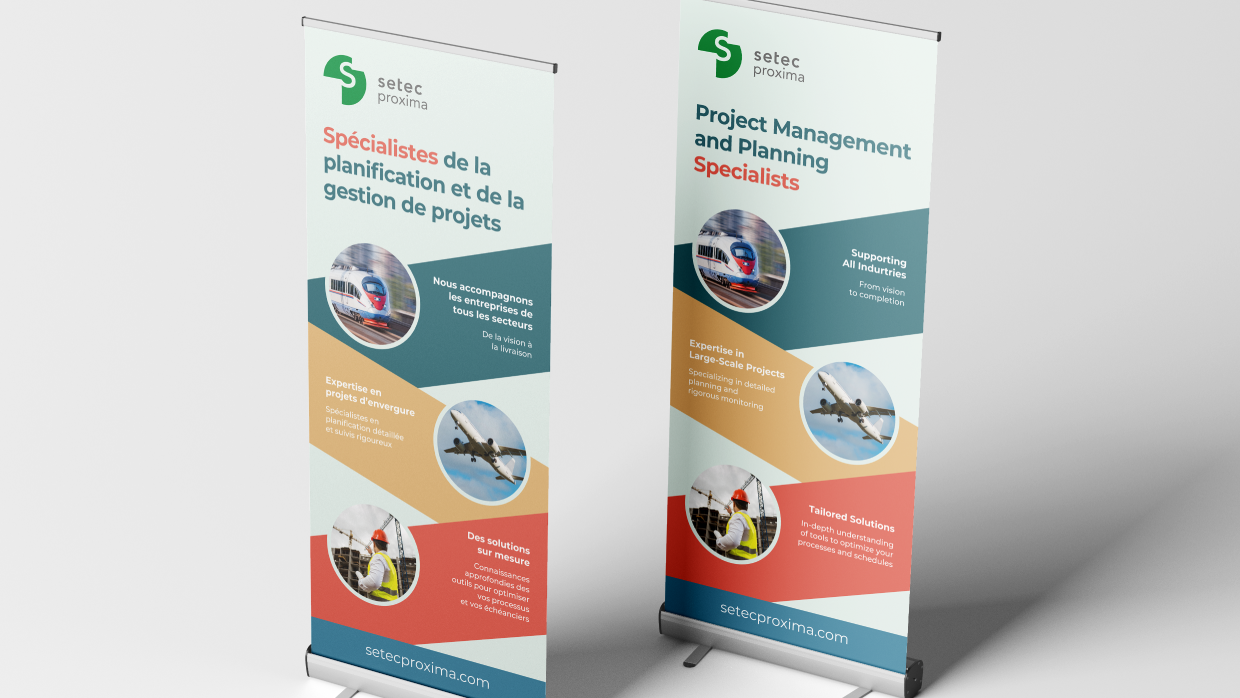 setec
proxima
Spécialistes de la
planification et de la
gestion de projets
Nous accompagnons
les entreprises de
tous les secteurs
De la vision à
la livraison
Expertise en
projets d'envergure
Spécialistes en
planification détaillée
et suivis rigoureux
Des solutions
sur mesure
Connaissances
approfondies des
outils pour optimiser
vos processus
et vos échéanciers
setecproxima.com
setec
proxima
Project Management
and Planning
Specialists
Supporting
All Indurtries
From vision
to completion
Expertise in
Large-Scale Projects
Specializing in detailed
planning and
rigorous monitoring
Tailored Solutions
In-depth understanding
of tools to optimize your
processes and schedules
setecproxima.com